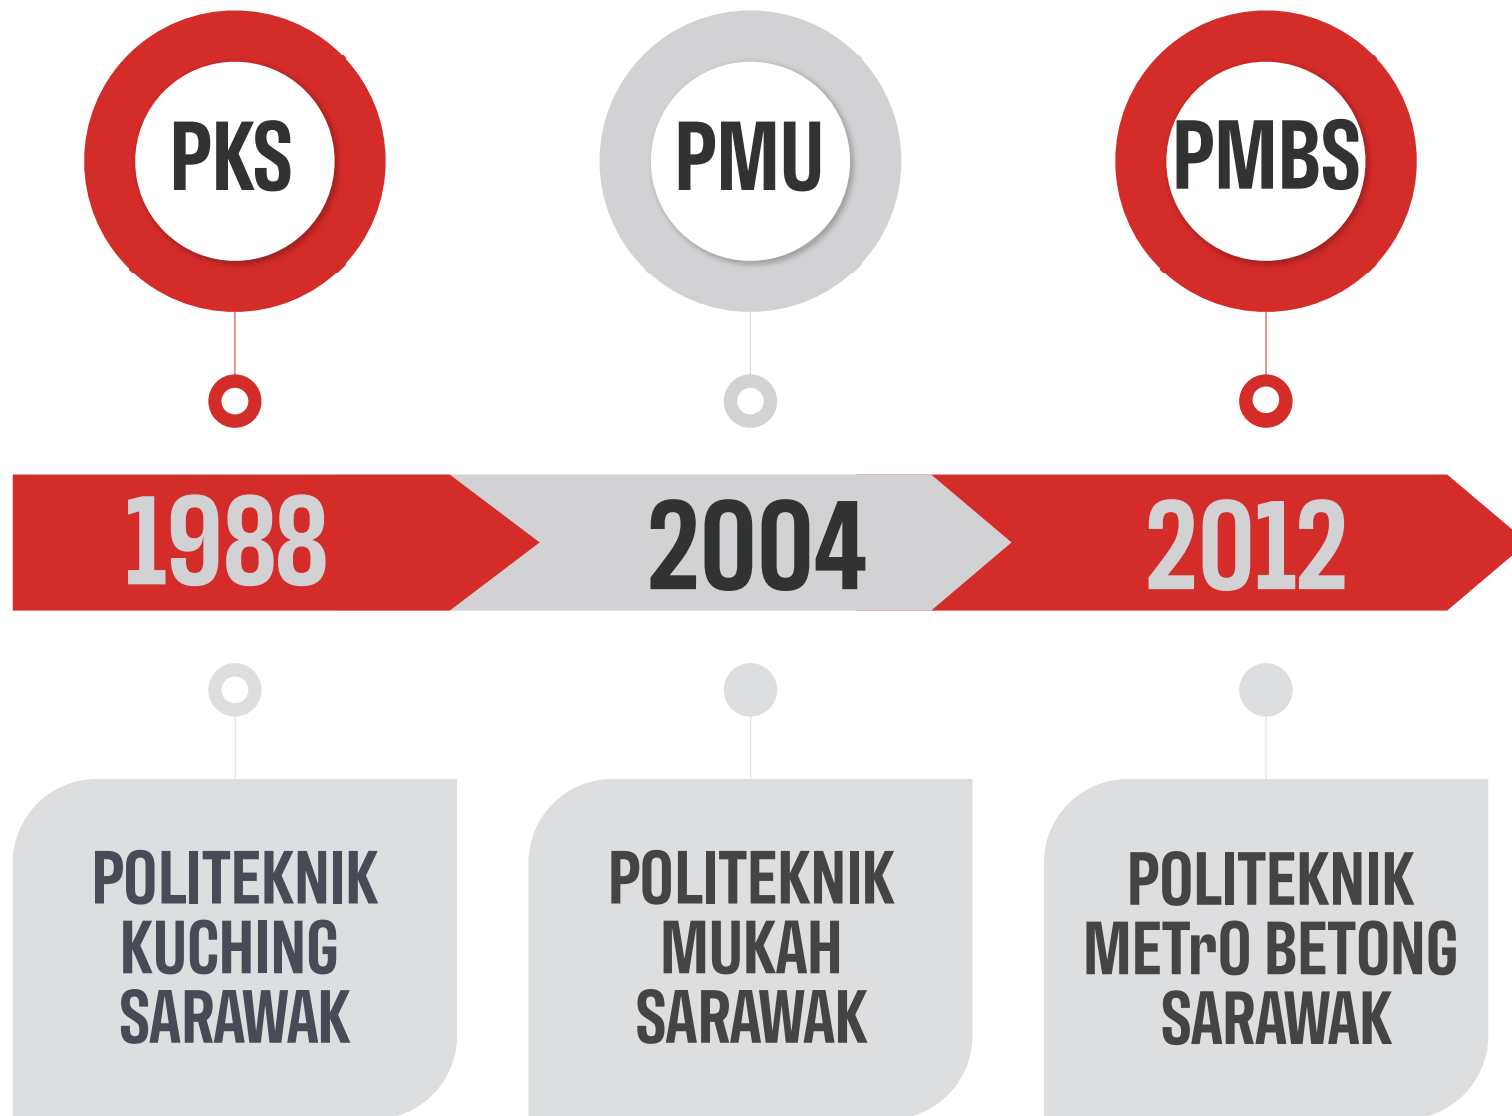 PKS
PMU
PMBS
1988
2004
2012
POLITEKNIK
KUCHING
SARAWAK
POLITEKNIK
MUKAH
SARAWAK
POLITEKNIK
METrO BETONG
SARAWAK